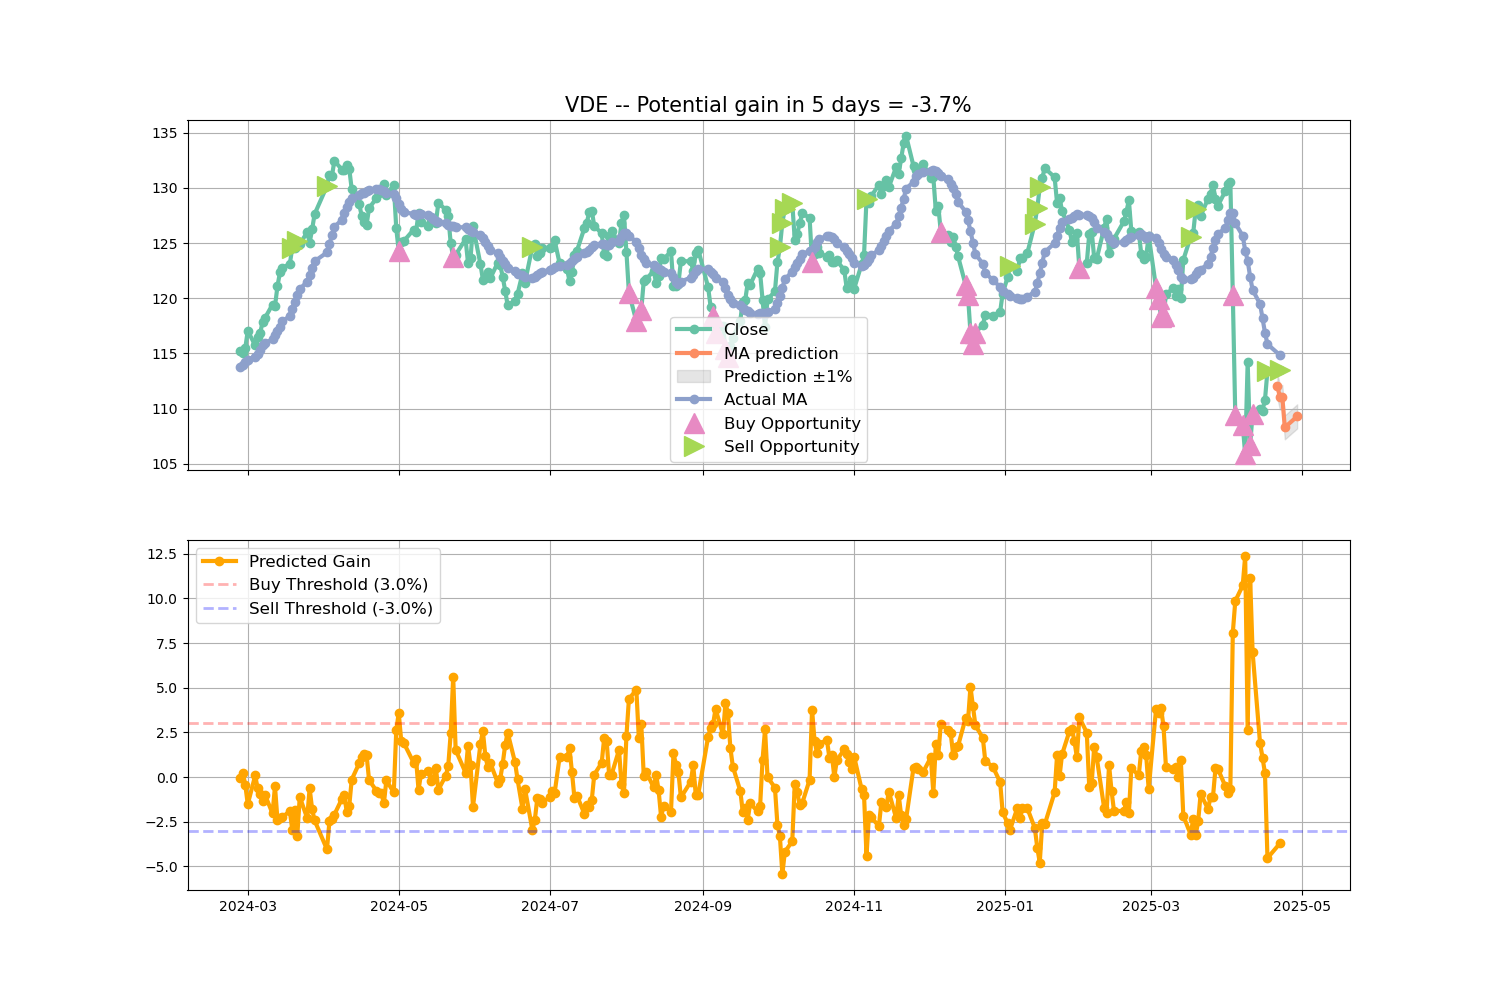 VDE -- Potential gain in 5 days = -3.7%
135
130
125
120
115
110
105
Close
MA prediction
Prediction ±1%
Actual MA
Buy Opportunity
Sell Opportunity
12.5
10.0
7.5
5.0
2.5
0.0
−2.5
−5.0
Predicted Gain
Buy Threshold (3.0%)
Sell Threshold (-3.0%)
2024-03
2024-05
2024-07
2024-09
2024-11
2025-01
2025-03
2025-05